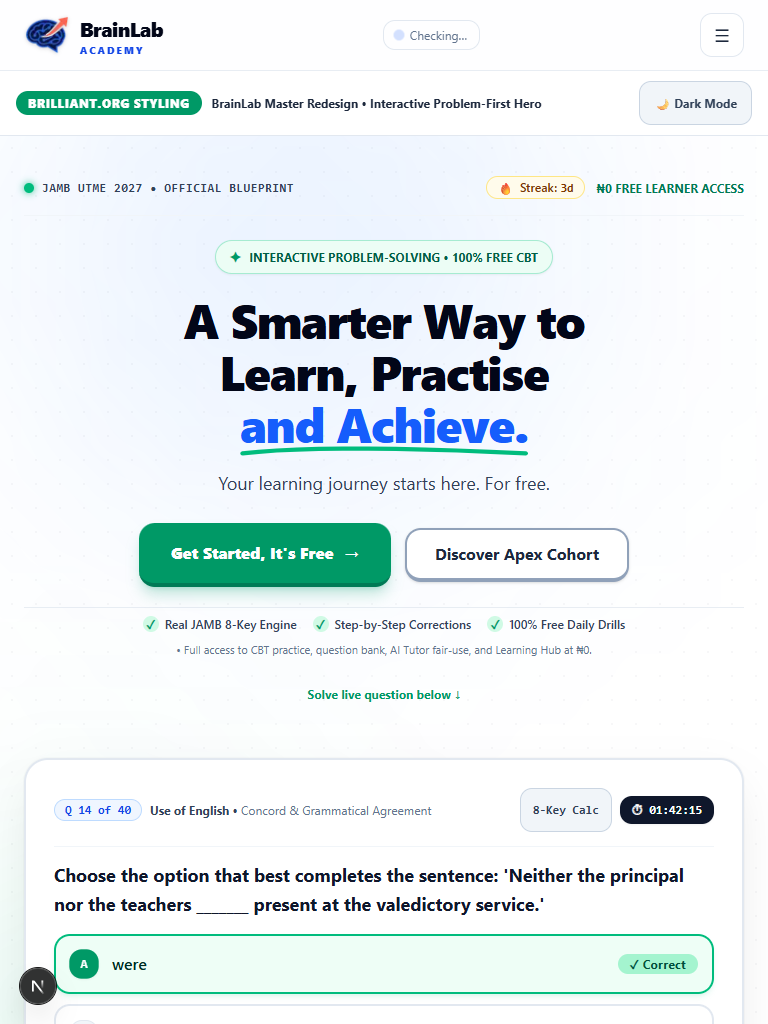 BrainLab
ACADEMY
Checking...
☰
BRILLIANT.ORG STYLING BrainLab Master Redesign • Interactive Problem-First Hero
🌙 Dark Mode
JAMB UTME 2027 • OFFICIAL BLUEPRINT
🔥 Streak: 3d
₦0 FREE LEARNER ACCESS
✦ INTERACTIVE PROBLEM-SOLVING • 100% FREE CBT
A Smarter Way to
Learn, Practise
and Achieve.
Your learning journey starts here. For free.
Get Started, It's Free →
Discover Apex Cohort
✓ Real JAMB 8-Key Engine
✓ Step-by-Step Corrections
✓ 100% Free Daily Drills
• Full access to CBT practice, question bank, AI Tutor fair-use, and Learning Hub at ₦0.
Solve live question below ↓
Q 14 of 40
Use of English • Concord & Grammatical Agreement
8-Key Calc
⏱ 01:42:15
Choose the option that best completes the sentence: 'Neither the principal
nor the teachers _______ present at the valedictory service.'
A were
✓ Correct
N